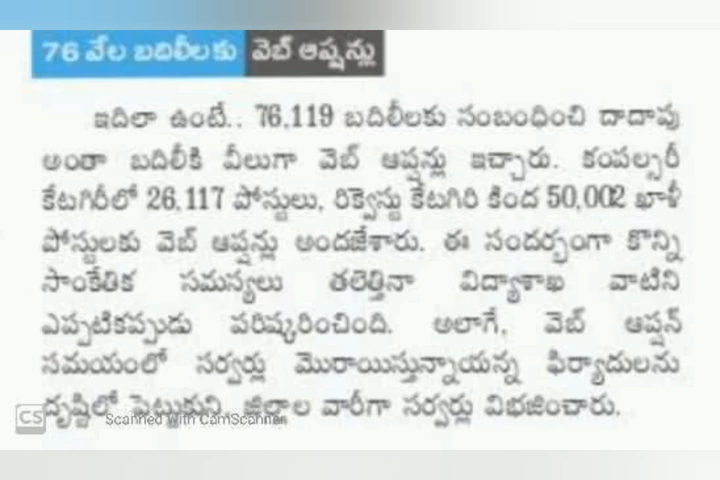 76 వేల బదిలీలకు వెబ్ ఆప్షన్లు
ఇదిలా ఉంటే.. 76,119 బదిలీలకు సంబంధించి దాదాపు
అంతా బదిలీకి వీలుగా వెబ్ ఆప్షన్లు ఇచ్చారు. కంపల్సరీ
కేటగిరీలో 26,117 పోస్టులు, రిక్వెస్టు కేటగిరి కింద 50,002 ఖాళీ
పోస్టులకు వెబ్ ఆప్షన్లు అందజేశారు. ఈ సందర్భంగా కొన్ని
సాంకేతిక సమస్యలు తలెత్తినా విద్యాశాఖ వాటిని
ఎప్పటికప్పుడు పరిష్కరించింది. అలాగే, వెబ్ ఆప్షన్
సమయంలో సర్వర్లు మొరాయిస్తున్నాయన్న ఫిర్యాదులను
దృష్టిలో పెట్టుకుని జిల్లాల వారీగా సర్వర్లు విభజించారు.
CS Scanned with CamScanner